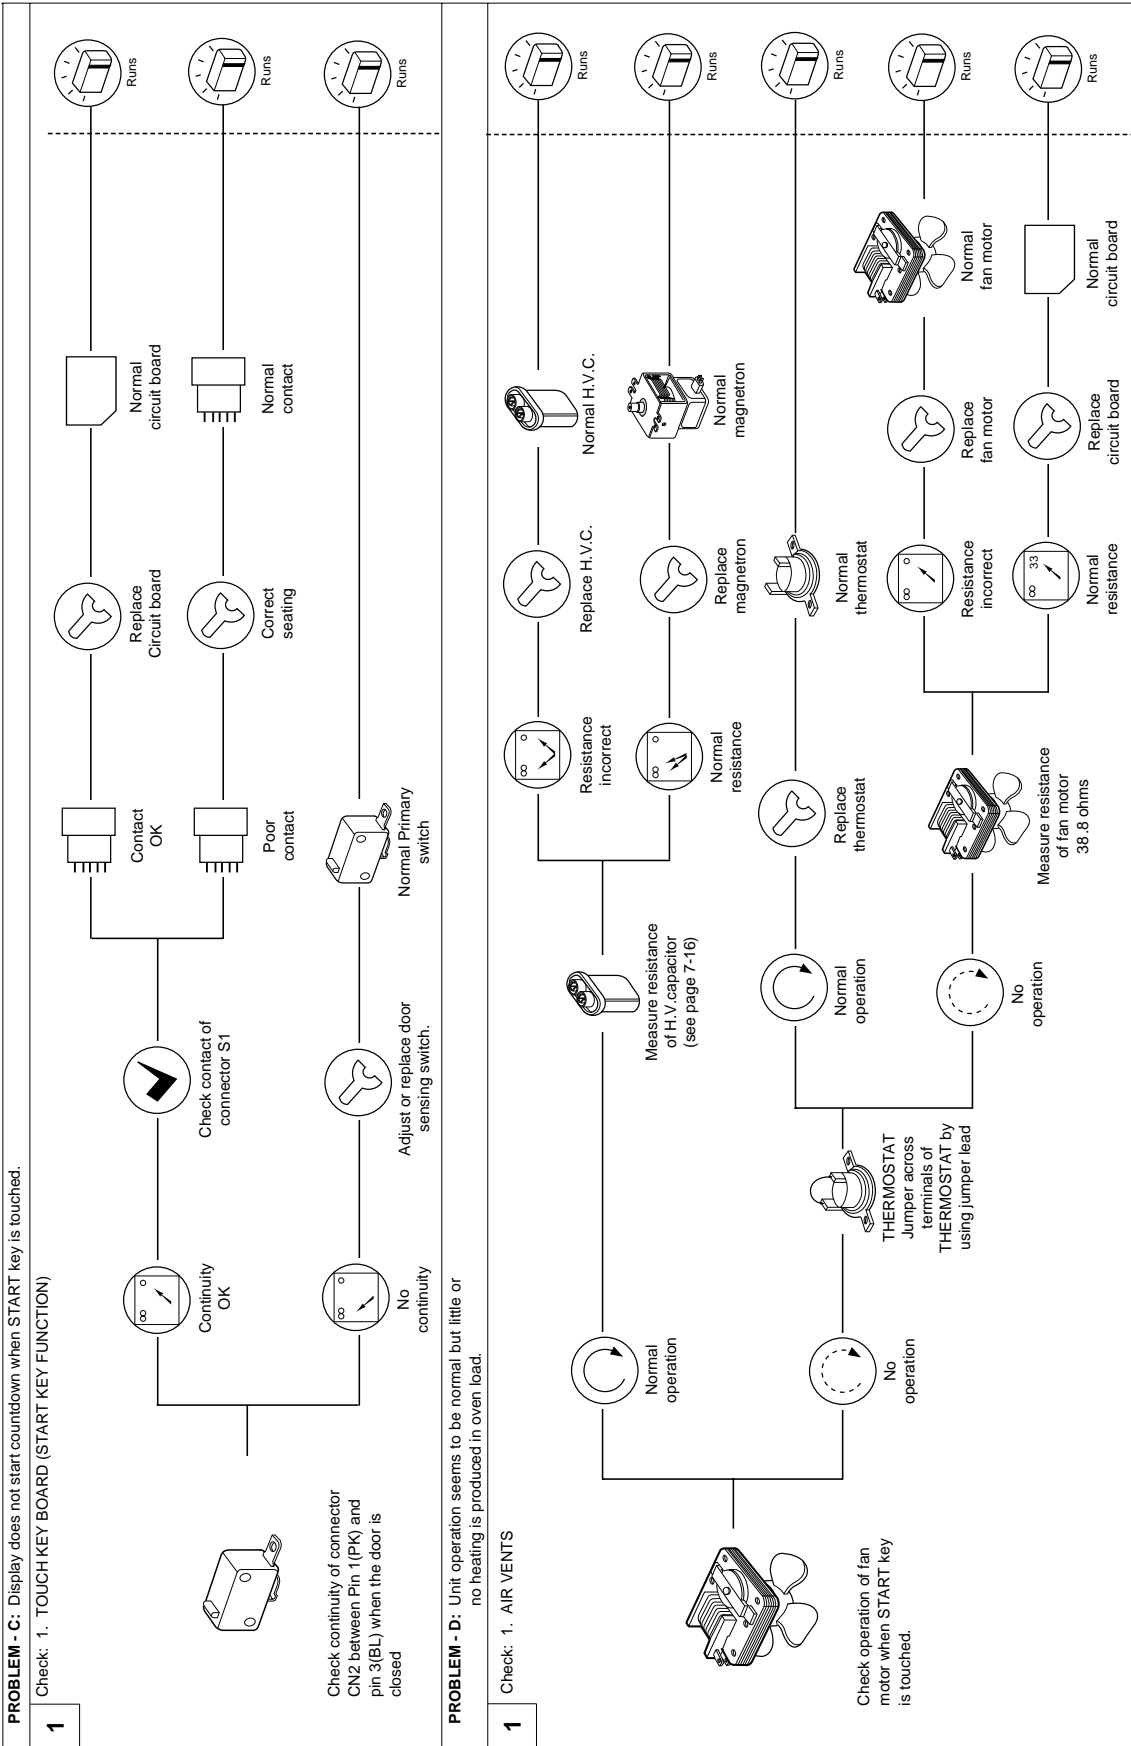 PROBLEM - C: Display does not start countdown when START key is touched.
1
Check: 1. TOUCH KEY BOARD (START KEY FUNCTION)
Check continuity of connector
CN2 between Pin 1(PK) and
pin 3(BL) when the door is
closed
Continuity
OK
Check contact of
connector S1
Contact
OK
Replace
Circuit board
Normal
circuit board
Runs
Poor
contact
Correct
seating
Normal
contact
Runs
No
continuity
Adjust or replace door
sensing switch.
Normal Primary
switch
Runs
PROBLEM - D: Unit operation seems to be normal but little or
no heating is produced in oven load.
1
Check: 1. AIR VENTS
Check operation of fan
motor when START key
is touched.
Normal
operation
Measure resistance
of H.V.capacitor
(see page 7-16)
Resistance
incorrect
Replace H.V.C.
Normal H.V.C.
Runs
Normal
resistance
Replace
magnetron
Normal
magnetron
Runs
No
operation
THERMOSTAT
Jumper across
terminals of
THERMOSTAT by
using jumper lead
Normal
operation
Replace
thermostat
Normal
thermostat
Runs
No
operation
Measure resistance
of fan motor
38 .8 ohms
Resistance
incorrect
Replace
fan motor
Normal
fan motor
Runs
33
Normal
resistance
Replace
circuit board
Normal
circuit board
Runs